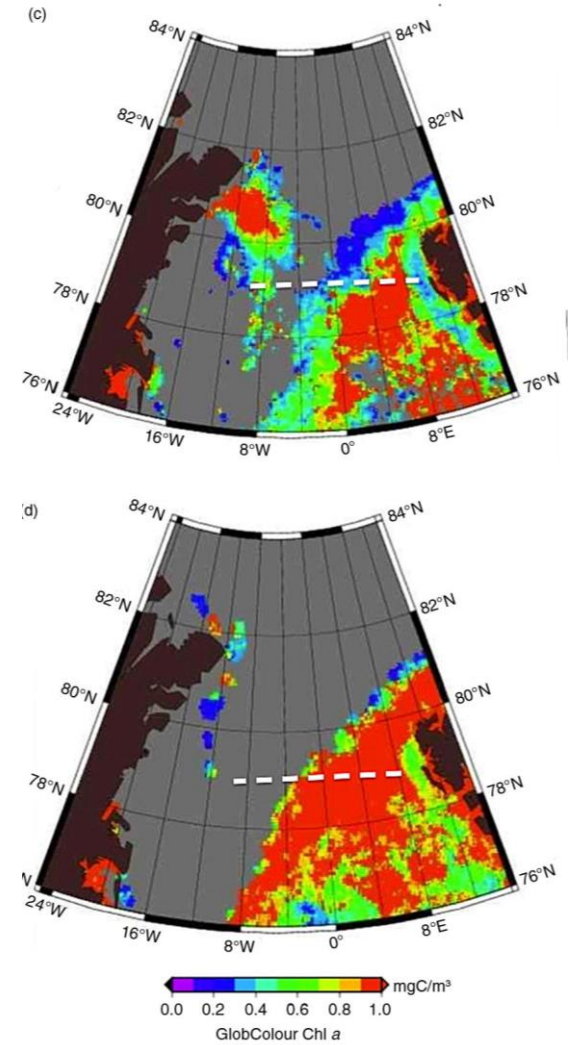 (c)
84°N 84°N
82°N 82°N
80°N 80°N
78°N 78°N
76°N 76°N
24°W 16°W 8°W 0° 8°E
d)
84°N 84°N
82°N 82°N
80°N 80°N
78°N 78°N
N 76°N
24°W 16°W 8°W 0° 8°E
mgC/m³
0.0 0.2 0.4 0.6 0.8 1.0
GlobColour Chl a